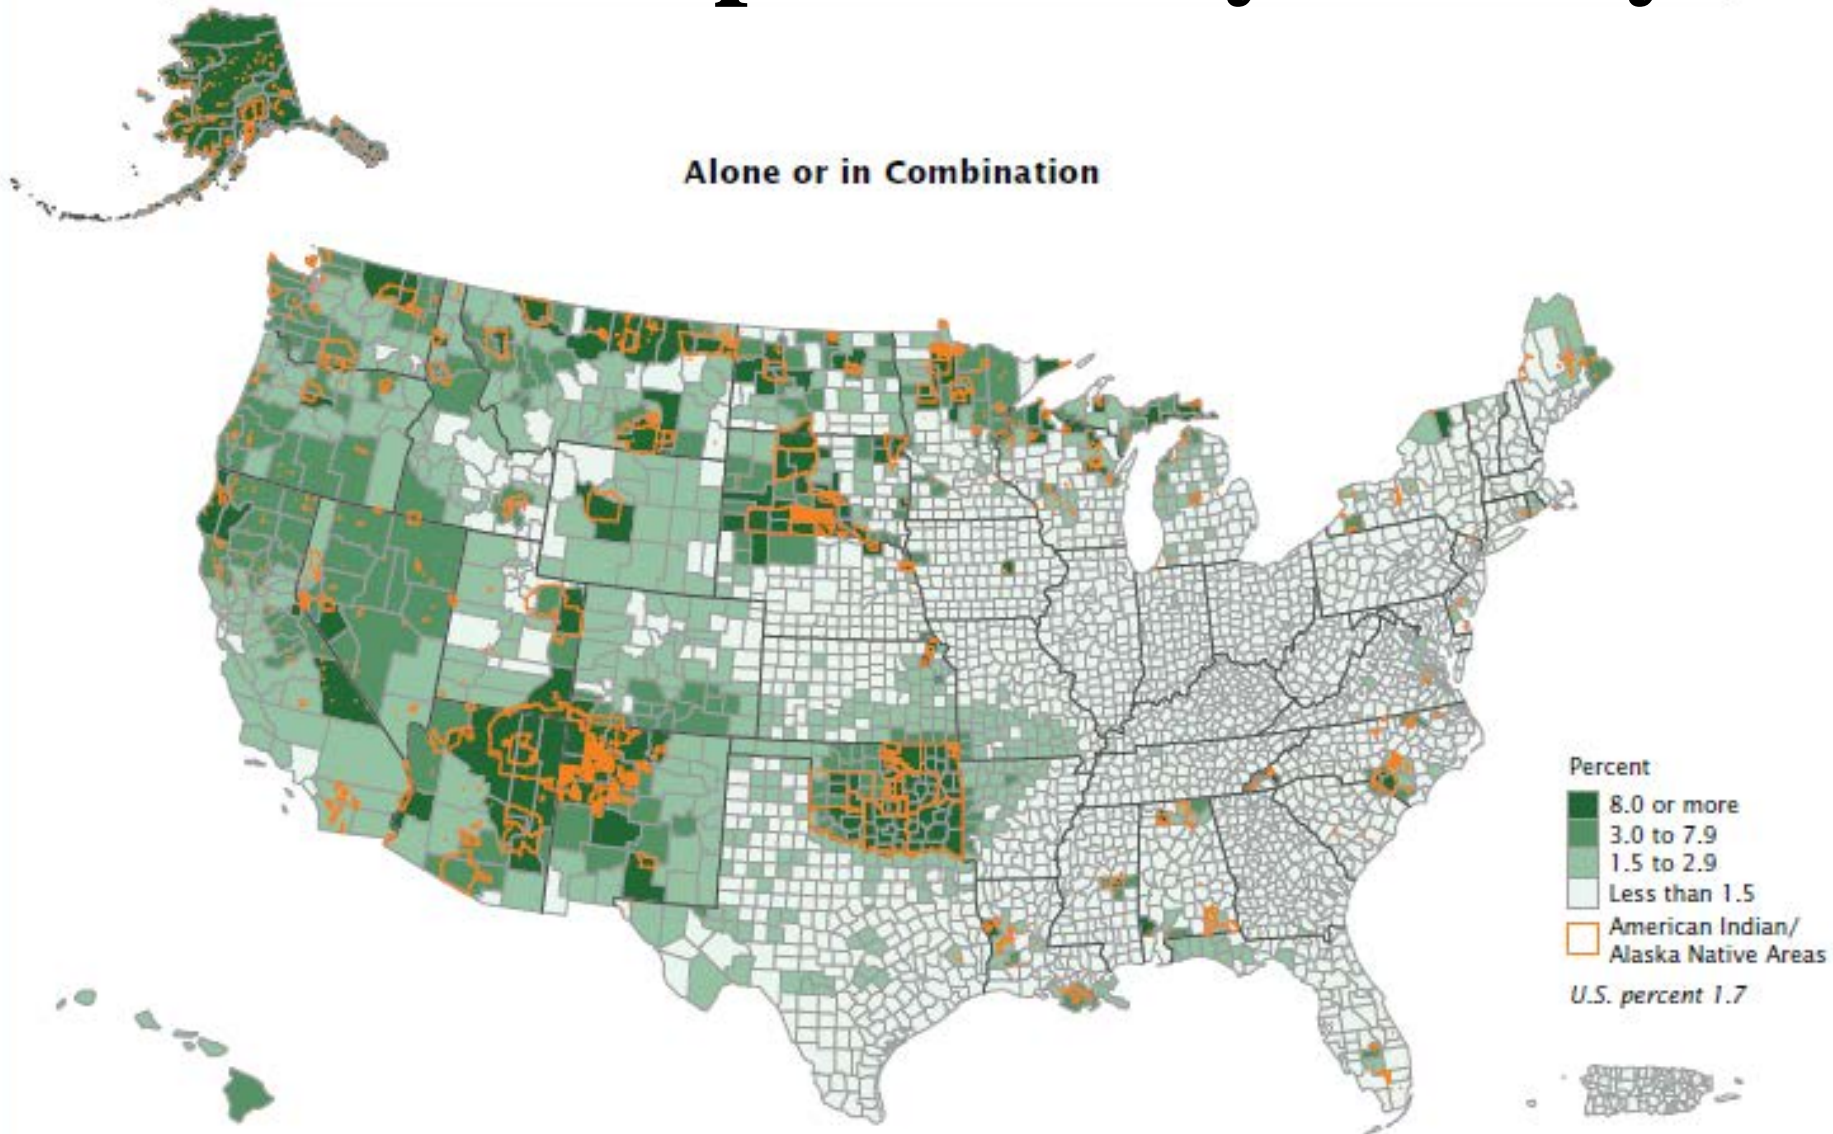 Alone or in Combination
Percent
8.0 or more
3.0 to 7.9
1.5 to 2.9
Less than 1.5
American Indian/
Alaska Native Areas
U.S. percent 1.7